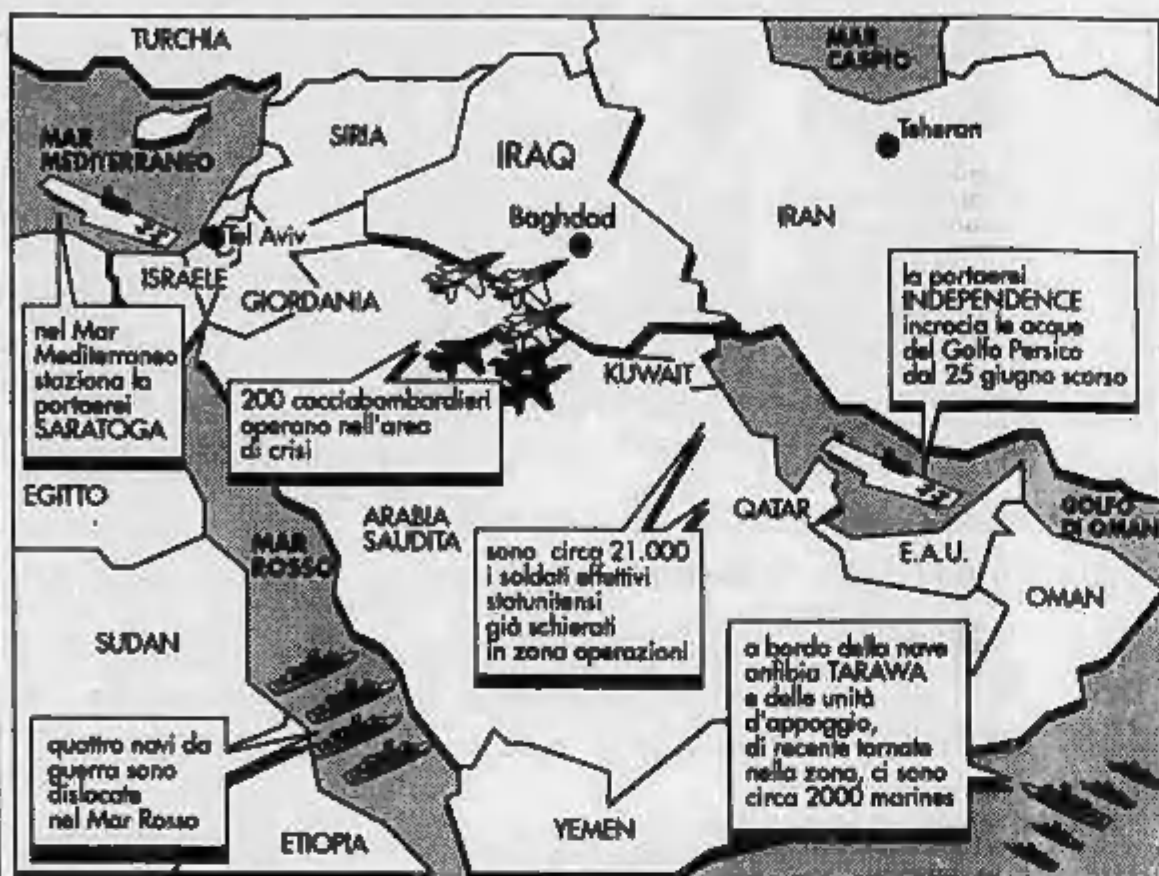 TURCHIA
MAR
CASPIO
Teheran
MAR
MEDITERRANEO
SIRIA
IRAQ
Baghdad
IRAN
Tel Aviv
ISRAELE
GIORDANIA
nel Mar
Mediterraneo
staziona la
portaerei
SARATOGA
200 cacciabombardieri
operano nell'area
di crisi
KUWAIT
la portaerei
INDEPENDENCE
incrocia le acque
del Golfo Persico
dal 25 giugno scorso
EGITTO
MAR
ROSSO
ARABIA
SAUDITA
sono circa 21.000
i soldati effettivi
statunitensi
già schierati
in zona operazioni
QATAR
E.A.U.
GOLFO
DI OMAN
OMAN
SUDAN
quattro navi da
guerra sono
dislocate
nel Mar Rosso
a bordo della nave
anfibia TARAWA
e delle unità
d'appoggio,
di recente tornate
nella zona, ci sono
circa 2000 marines
ETIOPIA
YEMEN